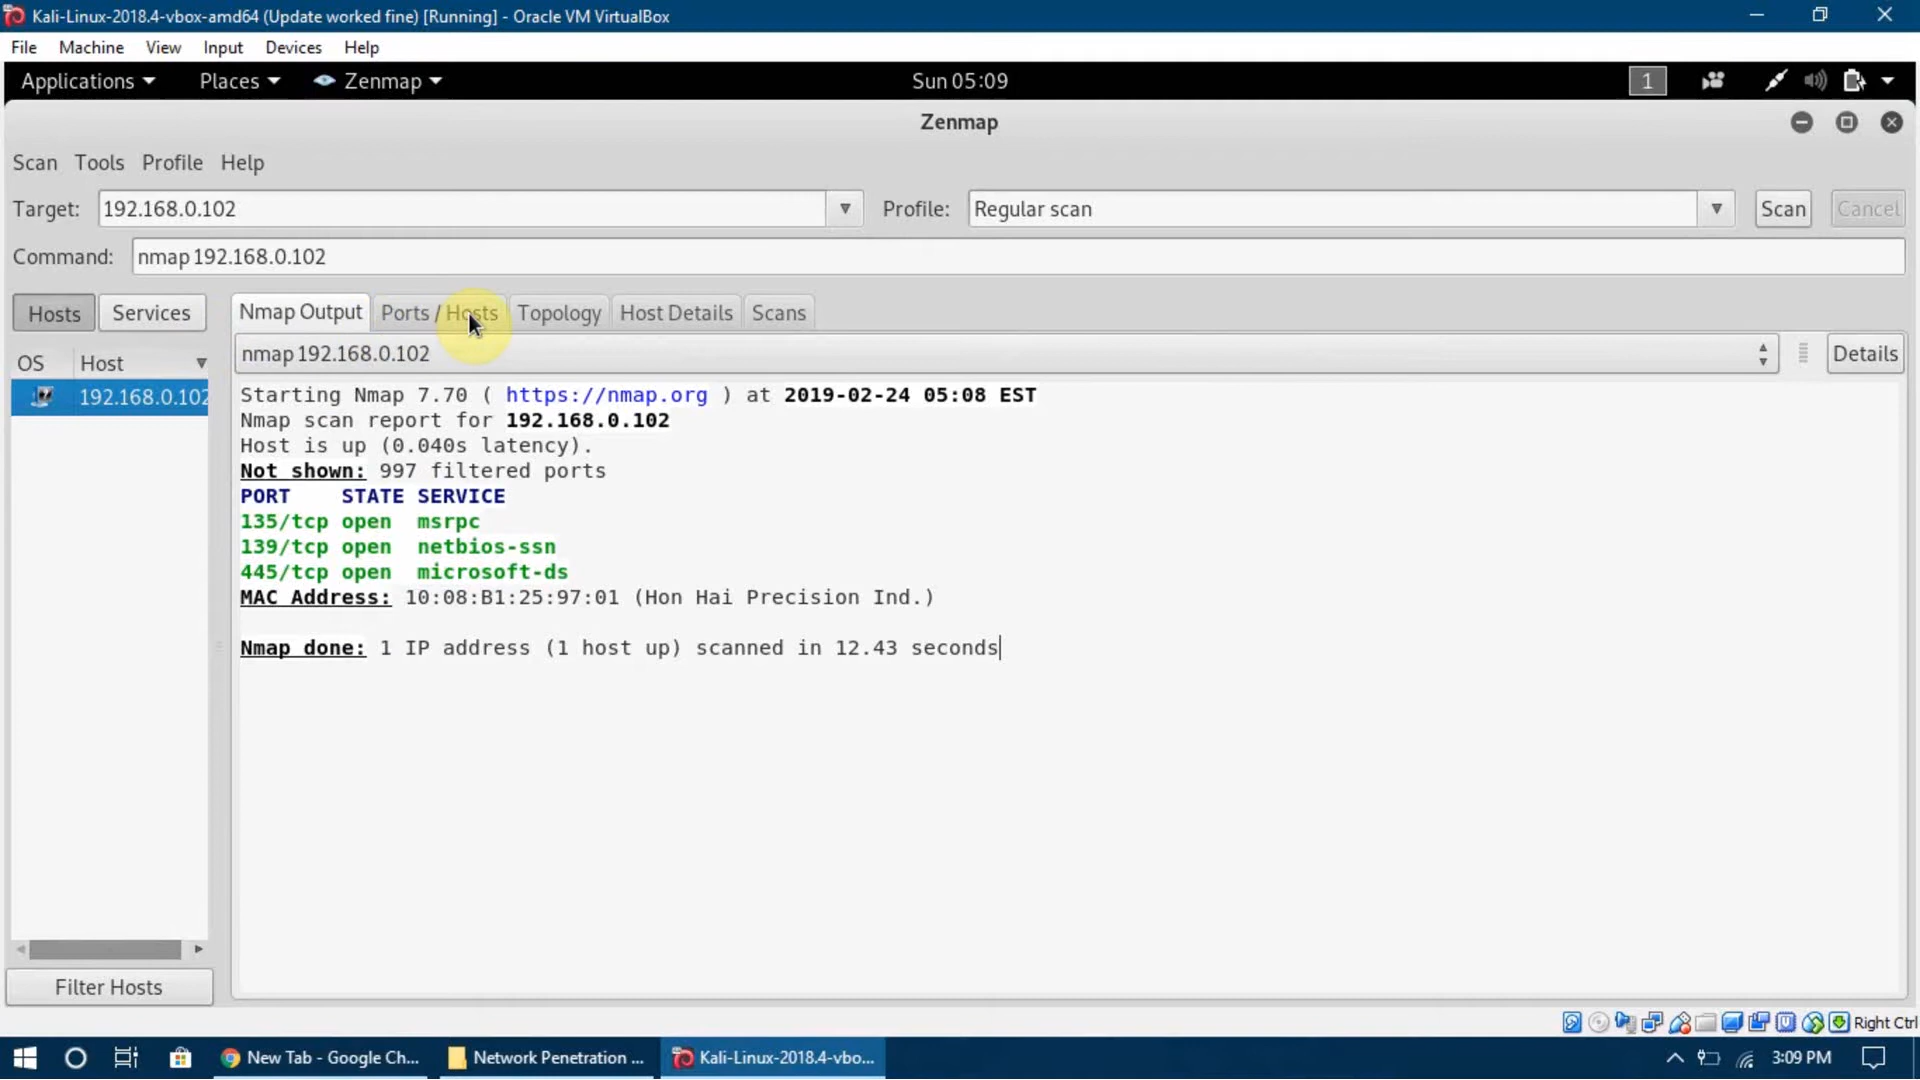 Kali-Linux-2018.4-vbox-amd64 (Update worked fine) [Running] - Oracle VM VirtualBox
File Machine View Input Devices Help
Applications Places Zenmap Sun 05:09 1
Zenmap
Scan Tools Profile Help
Target: 192.168.0.102 Profile: Regular scan Scan Cancel
Command: nmap 192.168.0.102
Hosts Services Nmap Output Ports / Hosts Topology Host Details Scans
OS Host nmap 192.168.0.102 Details
192.168.0.102
Starting Nmap 7.70 ( https://nmap.org ) at 2019-02-24 05:08 EST
Nmap scan report for 192.168.0.102
Host is up (0.040s latency).
Not shown: 997 filtered ports
PORT STATE SERVICE
135/tcp open msrpc
139/tcp open netbios-ssn
445/tcp open microsoft-ds
MAC Address: 10:08:B1:25:97:01 (Hon Hai Precision Ind.)
Nmap done: 1 IP address (1 host up) scanned in 12.43 seconds
Filter Hosts
Right Ctrl
New Tab - Google Ch... Network Penetration ... Kali-Linux-2018.4-vbo... 3:09 PM